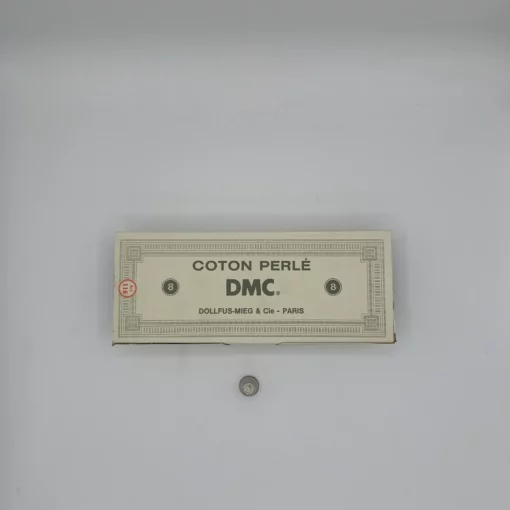 COTON PERLÉ
8 DMC® 8
DOLLFUS-MIEG & Cie - PARIS